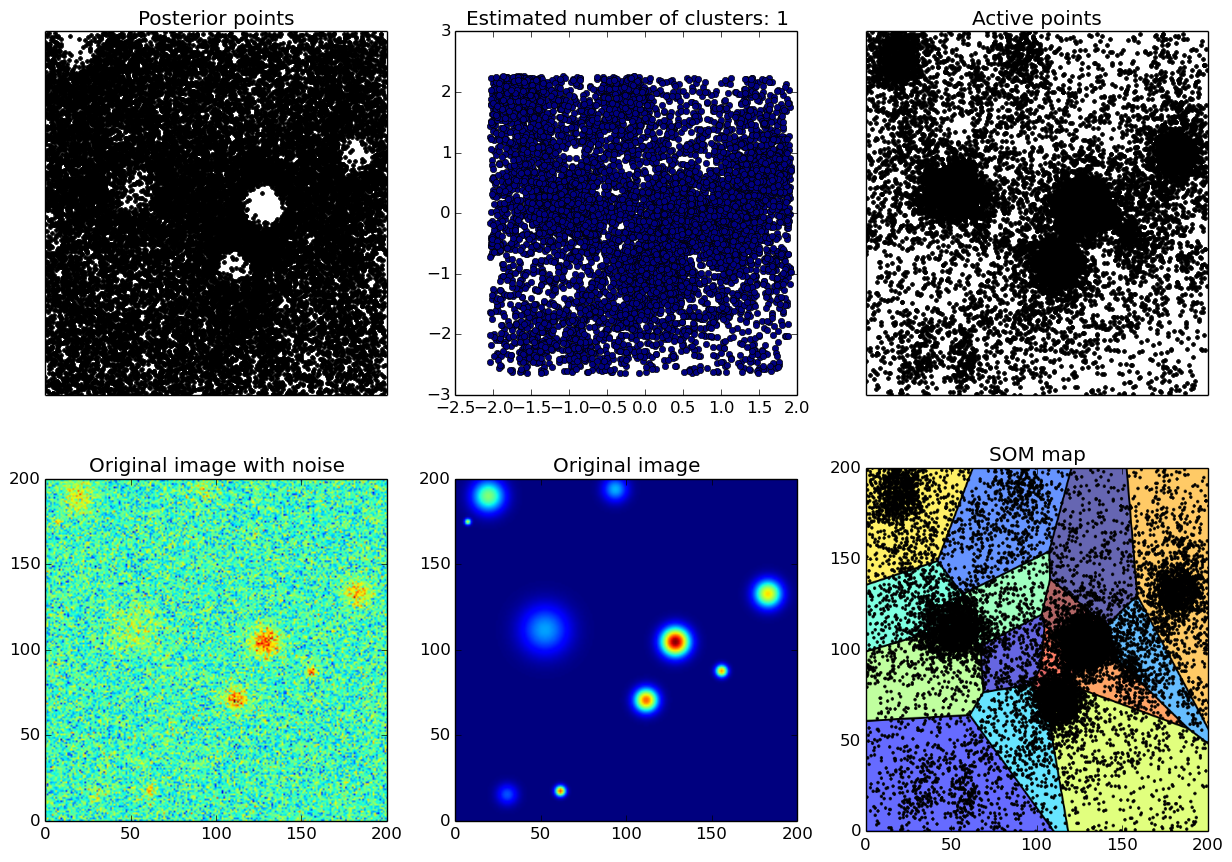 Posterior points
Estimated number of clusters: 1
Active points
3
2
1
0
−1
−2
−3
−2.5 −2.0 −1.5 −1.0 −0.5 0.0 0.5 1.0 1.5 2.0
Original image with noise
200
150
100
50
0
0 50 100 150 200
Original image
200
150
100
50
0
0 50 100 150 200
SOM map
200
150
100
50
0
0 50 100 150 200